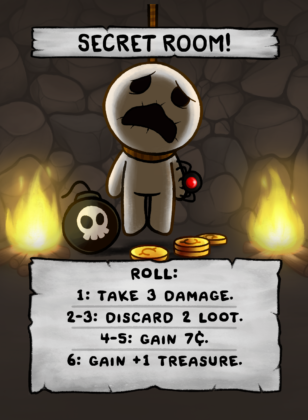 SECRET ROOM!
ROLL:
1: TAKE 3 DAMAGE.
2-3: DISCARD 2 LOOT.
4-5: GAIN 7¢.
6: GAIN +1 TREASURE.